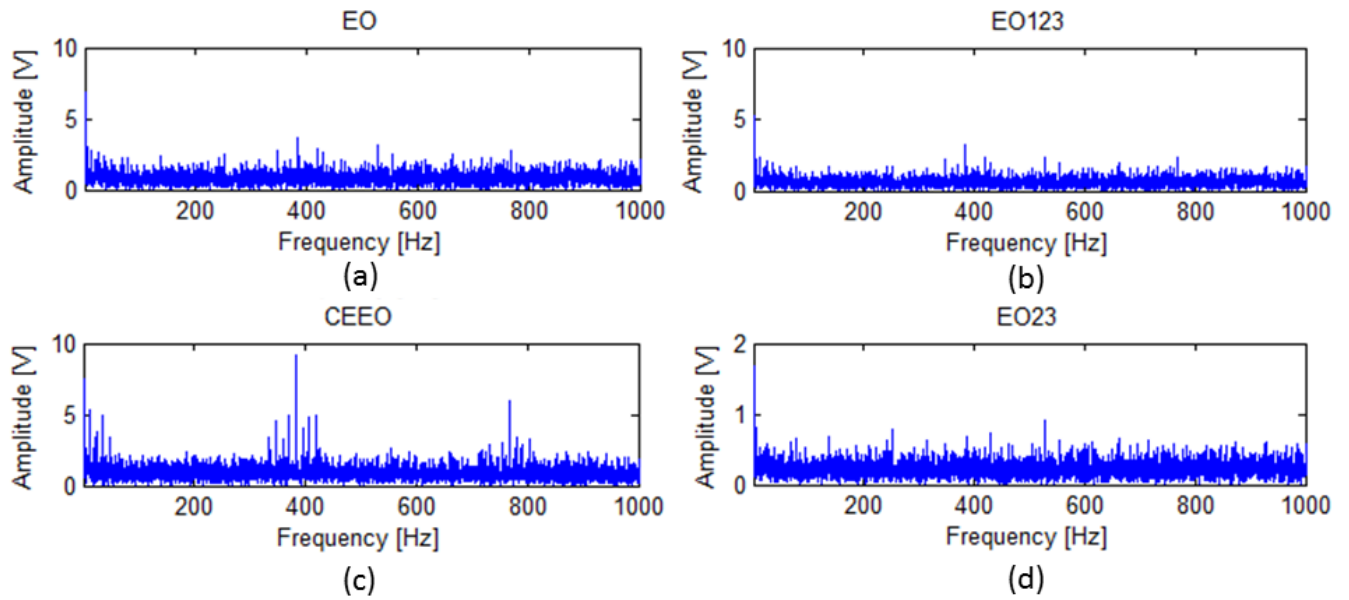 EO
Amplitude [V]
10
5
0
200 400 600 800 1000
Frequency [Hz]
(a)
EO123
Amplitude [V]
10
5
0
200 400 600 800 1000
Frequency [Hz]
(b)
CEEO
Amplitude [V]
10
5
0
200 400 600 800 1000
Frequency [Hz]
(c)
EO23
Amplitude [V]
2
1
0
200 400 600 800 1000
Frequency [Hz]
(d)